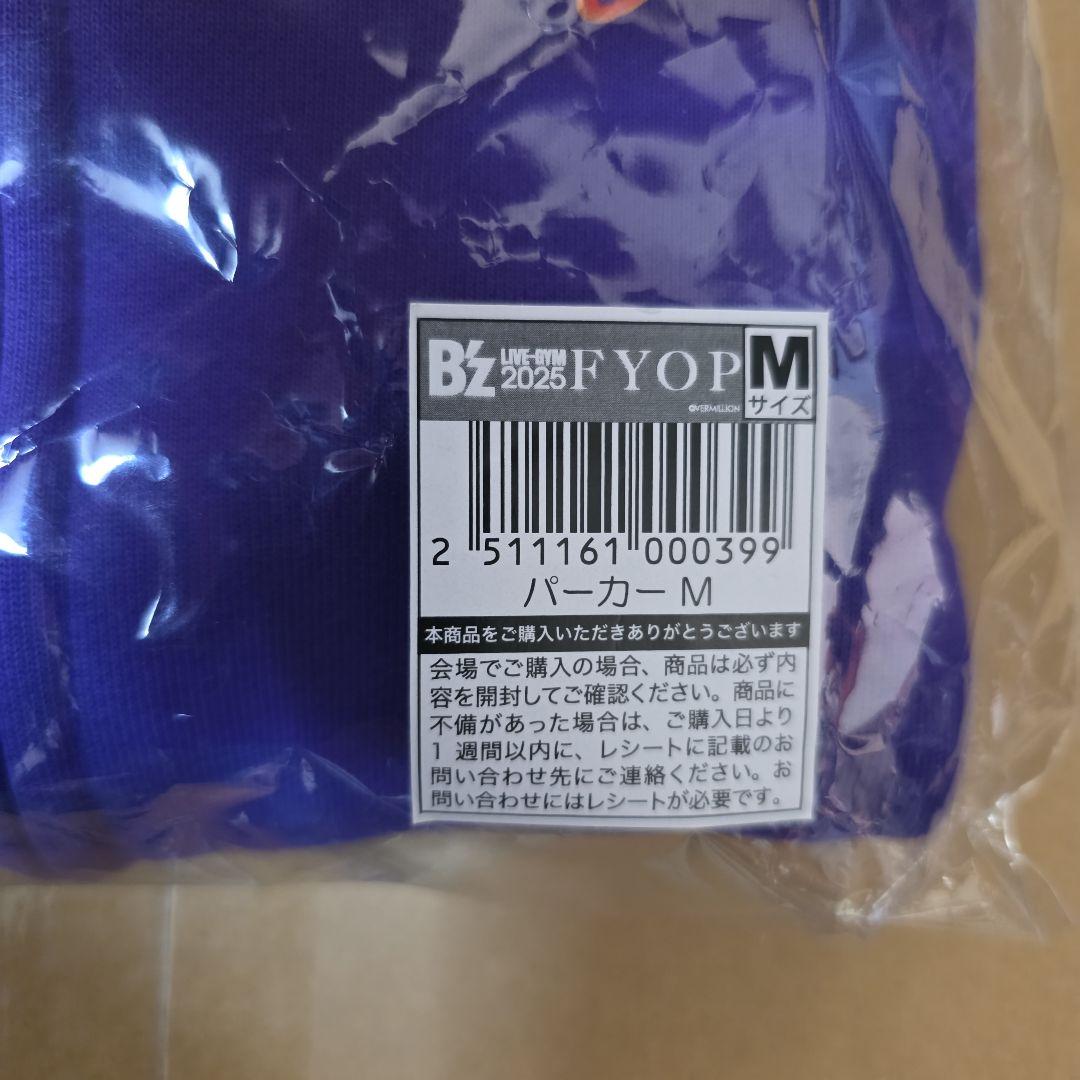 B'z LIVE-GYM 2025 FYOP M
©VERMILLION サイズ
2 511161 000399
パーカー M
本商品をご購入いただきありがとうございます
会場でご購入の場合、商品は必ず内
容を開封してご確認ください。商品に
不備があった場合は、ご購入日より
1 週間以内に、レシートに記載のお
問い合わせ先にご連絡ください。お
問い合わせにはレシートが必要です。